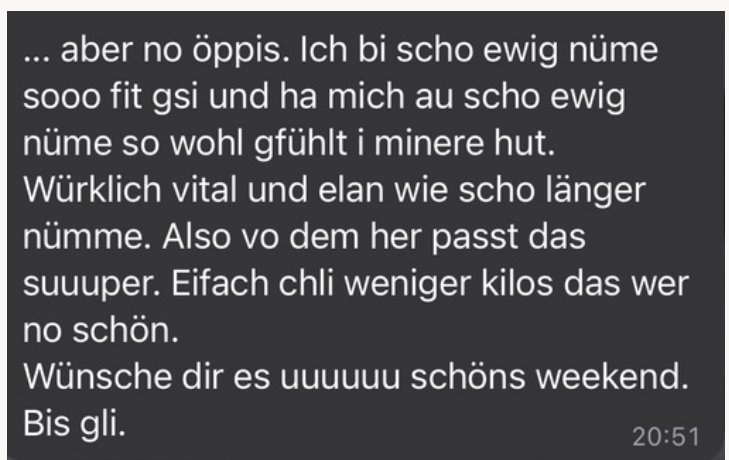 ... aber no öppis. Ich bi scho ewig nüme
sooo fit gsi und ha mich au scho ewig
nüme so wohl gfühlt i minere hut.
Würklich vital und elan wie scho länger
nümme. Also vo dem her passt das
suuuper. Eifach chli weniger kilos das wer
no schön.
Wünsche dir es uuuuuu schöns weekend.
Bis gli.
20:51